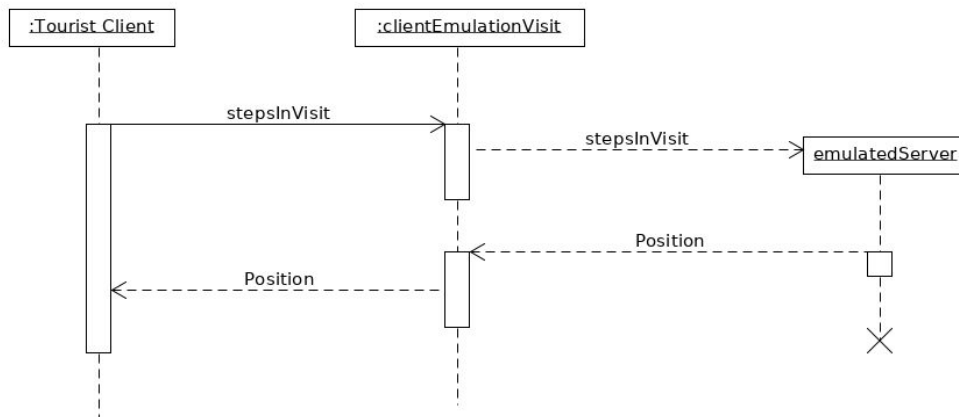 :Tourist Client
:clientEmulationVisit
stepsInVisit
stepsInVisit
emulatedServer
Position
Position